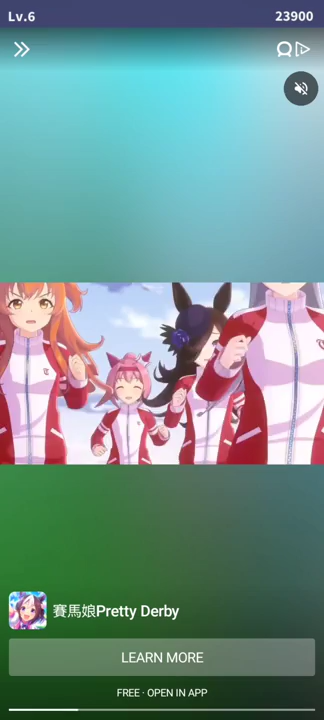 Lv.6
23900
賽馬娘Pretty Derby
LEARN MORE
FREE · OPEN IN APP